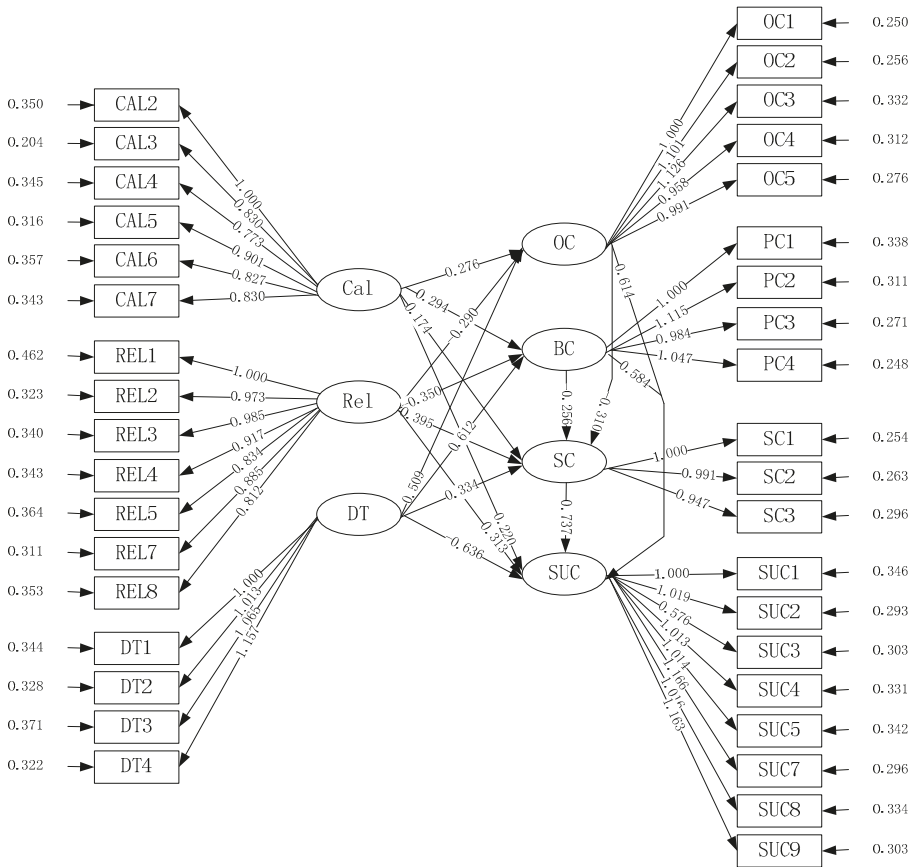 0.350 CAL2
0.204 CAL3
0.345 CAL4
0.316 CAL5
0.357 CAL6
0.343 CAL7
0.462 REL1
0.323 REL2
0.340 REL3
0.343 REL4
0.364 REL5
0.311 REL7
0.353 REL8
0.344 DT1
0.328 DT2
0.371 DT3
0.322 DT4
1.000
0.830
0.773
0.901
0.827
0.830
1.000
0.973
0.985
0.917
0.834
0.885
0.812
1.000
1.013
1.065
1.157
Cal
Rel
DT
0.276
0.294
0.174
0.220
0.290
0.350
0.395
0.313
0.509
0.612
0.334
0.636
OC
BC
SC
SUC
0.256
0.310
0.737
0.614
0.584
1.000
1.101
1.126
0.958
0.991
1.000
1.115
0.984
1.047
1.000
0.991
0.947
1.000
1.019
0.576
1.013
1.014
1.166
1.016
1.163
OC1 0.250
OC2 0.256
OC3 0.332
OC4 0.312
OC5 0.276
PC1 0.338
PC2 0.311
PC3 0.271
PC4 0.248
SC1 0.254
SC2 0.263
SC3 0.296
SUC1 0.346
SUC2 0.293
SUC3 0.303
SUC4 0.331
SUC5 0.342
SUC7 0.296
SUC8 0.334
SUC9 0.303